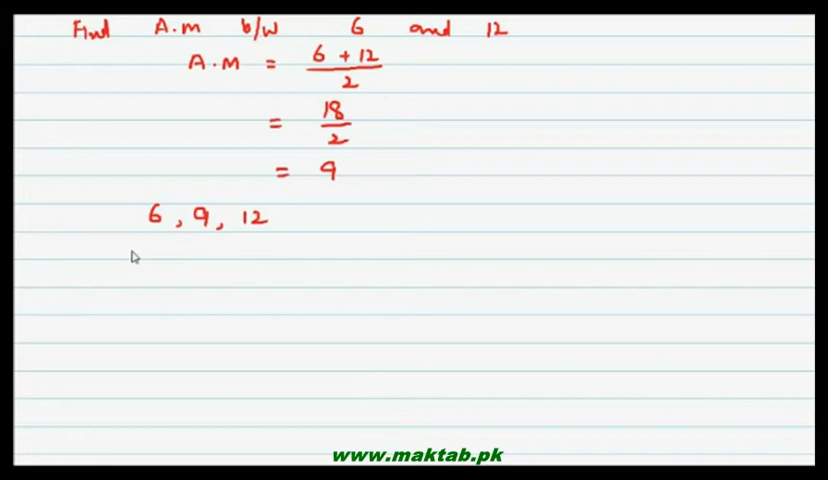 Find A.M b/w 6 and 12
A.M = 6 + 12 / 2
= 18 / 2
= 9
6 , 9 , 12
www.maktab.pk